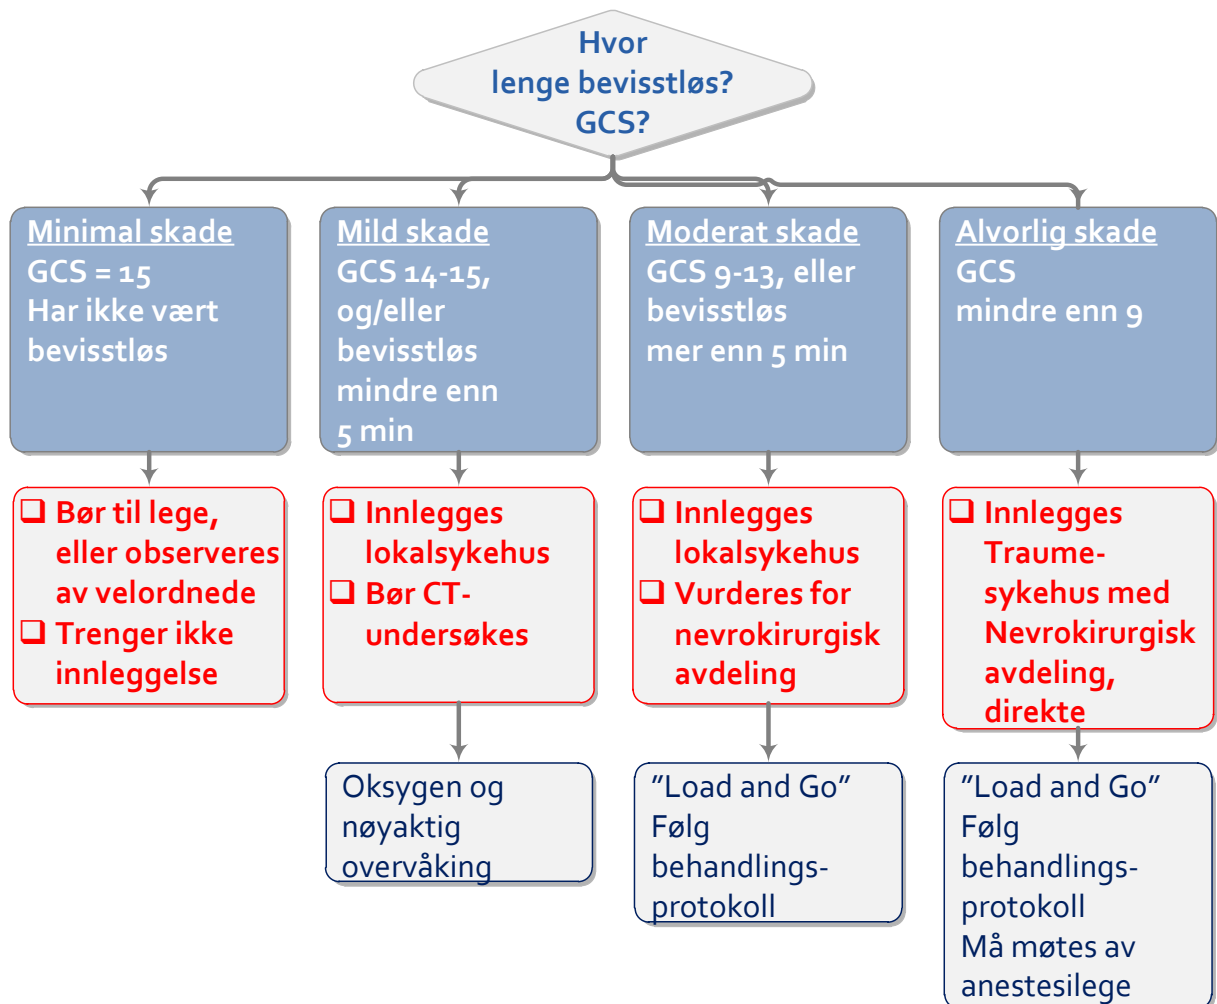 Hvor
lenge bevisstløs?
GCS?
Minimal skade
GCS = 15
Har ikke vært
bevisstløs
Mild skade
GCS 14-15,
og/eller
bevisstløs
mindre enn
5 min
Moderat skade
GCS 9-13, eller
bevisstløs
mer enn 5 min
Alvorlig skade
GCS
mindre enn 9
❑ Bør til lege,
eller observeres
av velordnede
❑ Trenger ikke
innleggelse
❑ Innlegges
lokalsykehus
❑ Bør CT-
undersøkes
❑ Innlegges
lokalsykehus
❑ Vurderes for
nevrokirurgisk
avdeling
❑ Innlegges
Traume-
sykehus med
Nevrokirurgisk
avdeling,
direkte
Oksygen og
nøyaktig
overvåking
”Load and Go”
Følg
behandlings-
protokoll
”Load and Go”
Følg
behandlings-
protokoll
Må møtes av
anestesilege